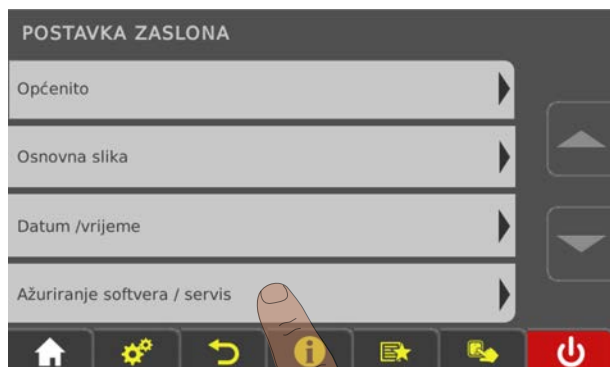 POSTAVKA ZASLONA
Općenito
Osnovna slika
Datum /vrijeme
Ažuriranje softvera / servis